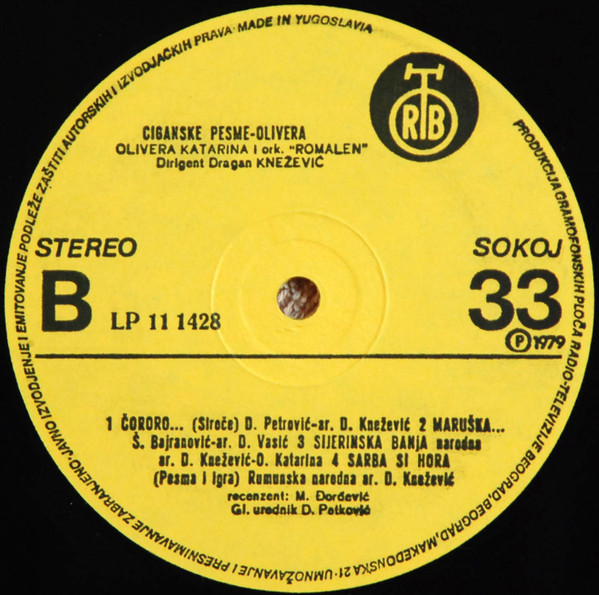 JAVNO IZVODJENJE I EMITOVANJE PODLEŽE ZAŠTITI AUTORSKIH I IZVODJAČKIH PRAVA · MADE IN YUGOSLAVIA
RTB
CIGANSKE PESME-OLIVERA
OLIVERA KATARINA i ork. "ROMALEN"
Dirigent Dragan KNEŽEVIĆ
STEREO SOKOJ
B LP 11 1428 33
℗ 1979
1 ČORORO... (Siroče) D. Petrović-ar. D. Knežević 2 MARUŠKA...
Š. Bajranović-ar. D. Vasić 3 SIJERINSKA BANJA narodna
ar. D. Knežević-O. Katarina 4 SARBA SI HORA
(Pesma i igra) Rumunska narodna ar. D. Knežević
recenzent: M. Đorđević
Gl. urednik D. Petković
PRODUKCIJA GRAMOFONSKIH PLOČA RADIO-TELEVIZIJE BEOGRAD, BEOGRAD, MAKEDONSKA 21 · UMNOŽAVANJE I PRESNIMAVANJE ZABRANJENO ·